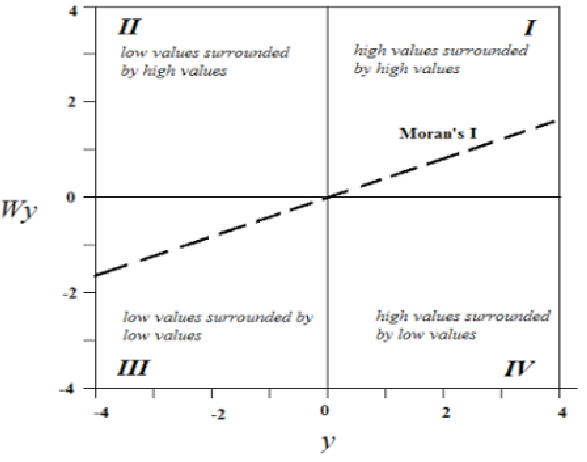 4
II
I
low values surrounded
by high values
high values surrounded
by high values
2
Moran's I
0
Wy
-2
low values surrounded by
low values
high values surrounded
by low values
III
IV
-4
-4
-2
0
2
4
y